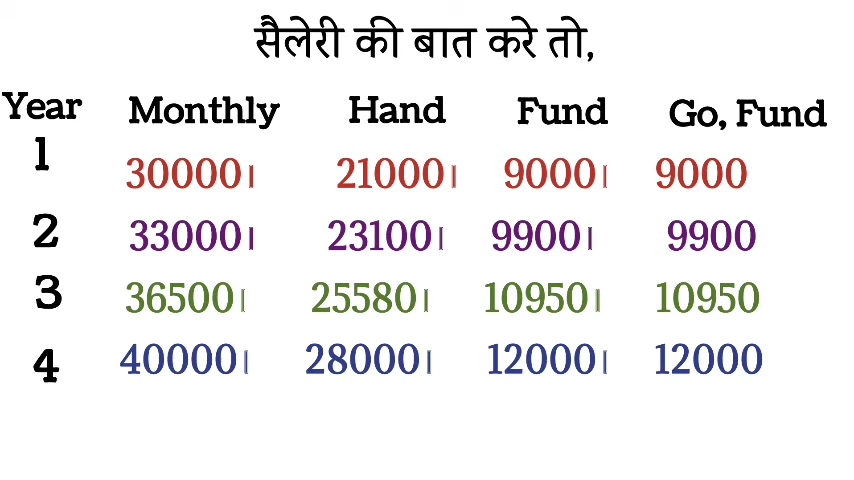 सैलेरी की बात करे तो,
Year Monthly Hand Fund Go, Fund
1 30000। 21000। 9000। 9000
2 33000। 23100। 9900। 9900
3 36500। 25580। 10950। 10950
4 40000। 28000। 12000। 12000